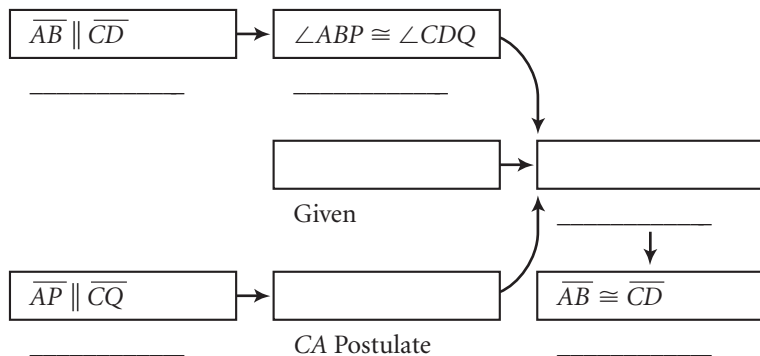 AB ∥ CD
∠ABP ≅ ∠CDQ
Given
AP ∥ CQ
AB ≅ CD
CA Postulate